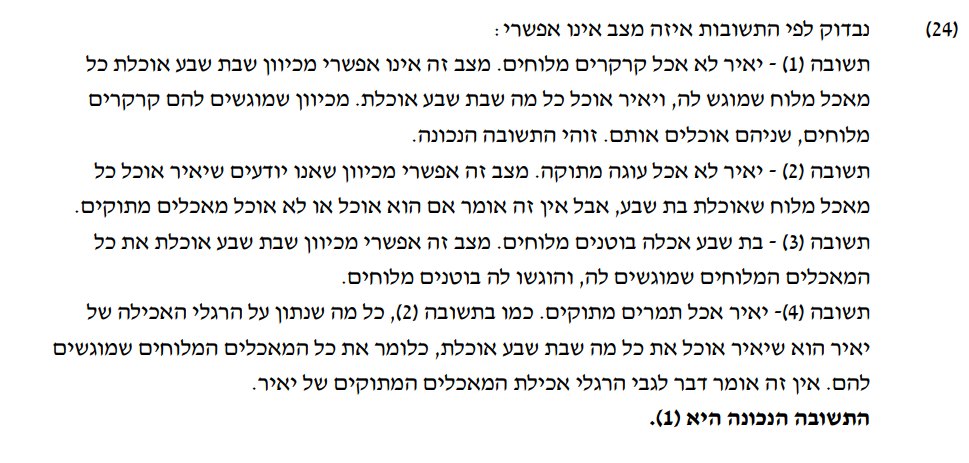 (24) נבדוק לפי התשובות איזה מצב אינו אפשרי:
תשובה (1) - יאיר לא אכל קרקרים מלוחים. מצב זה אינו אפשרי מכיוון שבת שבע אוכלת כל
מאכל מלוח שמוגש לה, ויאיר אוכל כל מה שבת שבע אוכלת. מכיוון שמוגשים להם קרקרים
מלוחים, שניהם אוכלים אותם. זוהי התשובה הנכונה.
תשובה (2) - יאיר לא אכל עוגה מתוקה. מצב זה אפשרי מכיוון שאנו יודעים שיאיר אוכל כל
מאכל מלוח שאוכלת בת שבע, אבל אין זה אומר אם הוא אוכל או לא אוכל מאכלים מתוקים.
תשובה (3) - בת שבע אכלה בוטנים מלוחים. מצב זה אפשרי מכיוון שבת שבע אוכלת את כל
המאכלים המלוחים שמוגשים לה, והוגשו לה בוטנים מלוחים.
תשובה (4)- יאיר אכל תמרים מתוקים. כמו בתשובה (2), כל מה שנתון על הרגלי האכילה של
יאיר הוא שיאיר אוכל את כל מה שבת שבע אוכלת, כלומר את כל המאכלים המלוחים שמוגשים
להם. אין זה אומר דבר לגבי הרגלי אכילת המאכלים המתוקים של יאיר.
התשובה הנכונה היא (1).